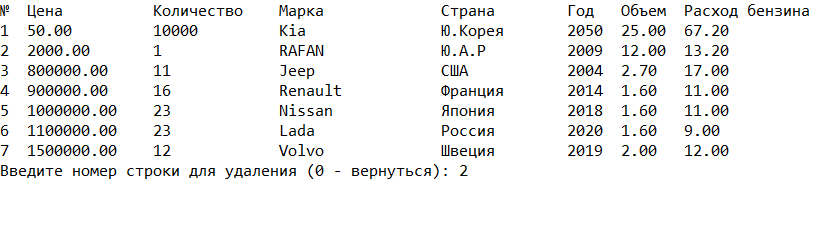 № Цена Количество Марка Страна Год Объем Расход бензина
1 50.00 10000 Kia Ю.Корея 2050 25.00 67.20
2 2000.00 1 RAFAN Ю.А.Р 2009 12.00 13.20
3 800000.00 11 Jeep США 2004 2.70 17.00
4 900000.00 16 Renault Франция 2014 1.60 11.00
5 1000000.00 23 Nissan Япония 2018 1.60 11.00
6 1100000.00 23 Lada Россия 2020 1.60 9.00
7 1500000.00 12 Volvo Швеция 2019 2.00 12.00
Введите номер строки для удаления (0 - вернуться): 2